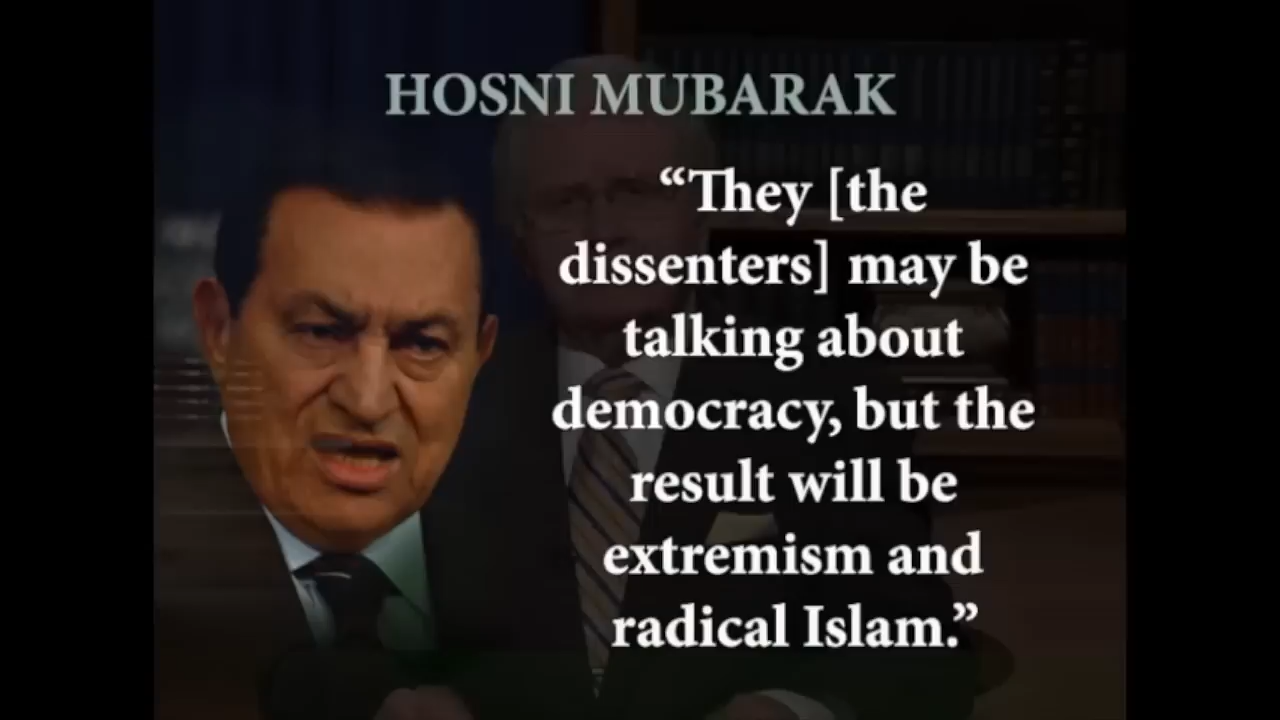 HOSNI MUBARAK
“They [the
dissenters] may be
talking about
democracy, but the
result will be
extremism and
radical Islam.”